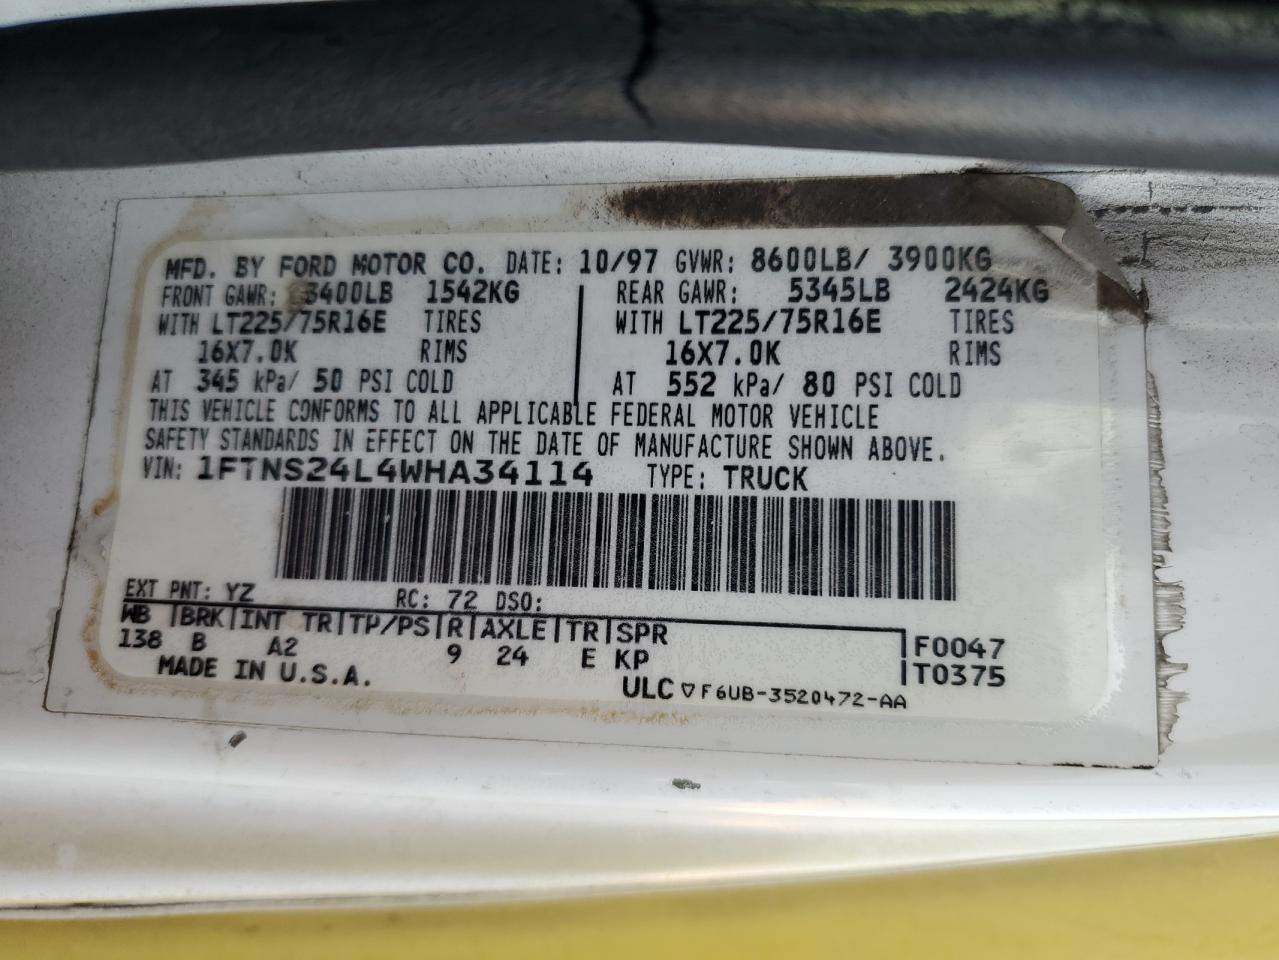 MFD. BY FORD MOTOR CO. DATE: 10/97 GVWR: 8600LB/ 3900KG
FRONT GAWR: 3400LB 1542KG
WITH LT225/75R16E TIRES
16X7.0K RIMS
AT 345 kPa/ 50 PSI COLD
REAR GAWR: 5345LB 2424KG
WITH LT225/75R16E TIRES
16X7.0K RIMS
AT 552 kPa/ 80 PSI COLD
THIS VEHICLE CONFORMS TO ALL APPLICABLE FEDERAL MOTOR VEHICLE
SAFETY STANDARDS IN EFFECT ON THE DATE OF MANUFACTURE SHOWN ABOVE.
VIN: 1FTNS24L4WHA34114 TYPE: TRUCK
EXT PNT: YZ RC: 72 DSO:
WB |BRK|INT TR|TP/PS|R|AXLE|TR|SPR
138 B A2 9 24 E KP
F0047
T0375
MADE IN U.S.A.
ULC ▽ F6UB-3520472-AA